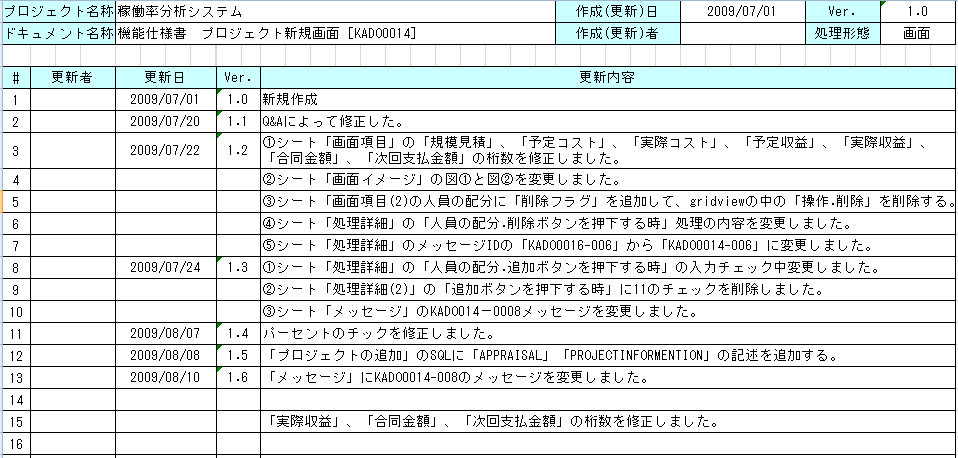 プロジェクト名称 稼働率分析システム 作成(更新)日 2009/07/01 Ver. 1.0
ドキュメント名称 機能仕様書　プロジェクト新規画面 [KADO0014] 作成(更新)者 処理形態 画面
# 更新者 更新日 Ver. 更新内容
1 2009/07/01 1.0 新規作成
2 2009/07/20 1.1 Q&Aによって修正した。
3 2009/07/22 1.2 ①シート「画面項目」の「規模見積」、「予定コスト」、「実際コスト」、「予定収益」、「実際収益」、
「合同金額」、「次回支払金額」の桁数を修正しました。
4 ②シート「画面イメージ」の図①と図②を変更しました。
5 ③シート「画面項目(2)の人員の配分に「削除フラグ」を追加して、gridviewの中の「操作.削除」を削除する。
6 ④シート「処理詳細」の「人員の配分.削除ボタンを押下する時」処理の内容を変更しました。
7 ⑤シート「処理詳細」のメッセージIDの「KADO0016-006」から「KADO0014-006」に変更しました。
8 2009/07/24 1.3 ①シート「処理詳細」の「人員の配分.追加ボタンを押下する時」の入力チェック中変更しました。
9 ②シート「処理詳細(2)」の「追加ボタンを押下する時」に11のチェックを削除しました。
10 ③シート「メッセージ」のKADO0014－0008メッセージを変更しました。
11 2009/08/07 1.4 パーセントのチックを修正しました。
12 2009/08/08 1.5 「プロジェクトの追加」のSQLに「APPRAISAL」「PROJECTINFORMENTION」の記述を追加する。
13 2009/08/10 1.6 「メッセージ」にKADO0014-008のメッセージを変更しました。
14
15 「実際収益」、「合同金額」、「次回支払金額」の桁数を修正しました。
16